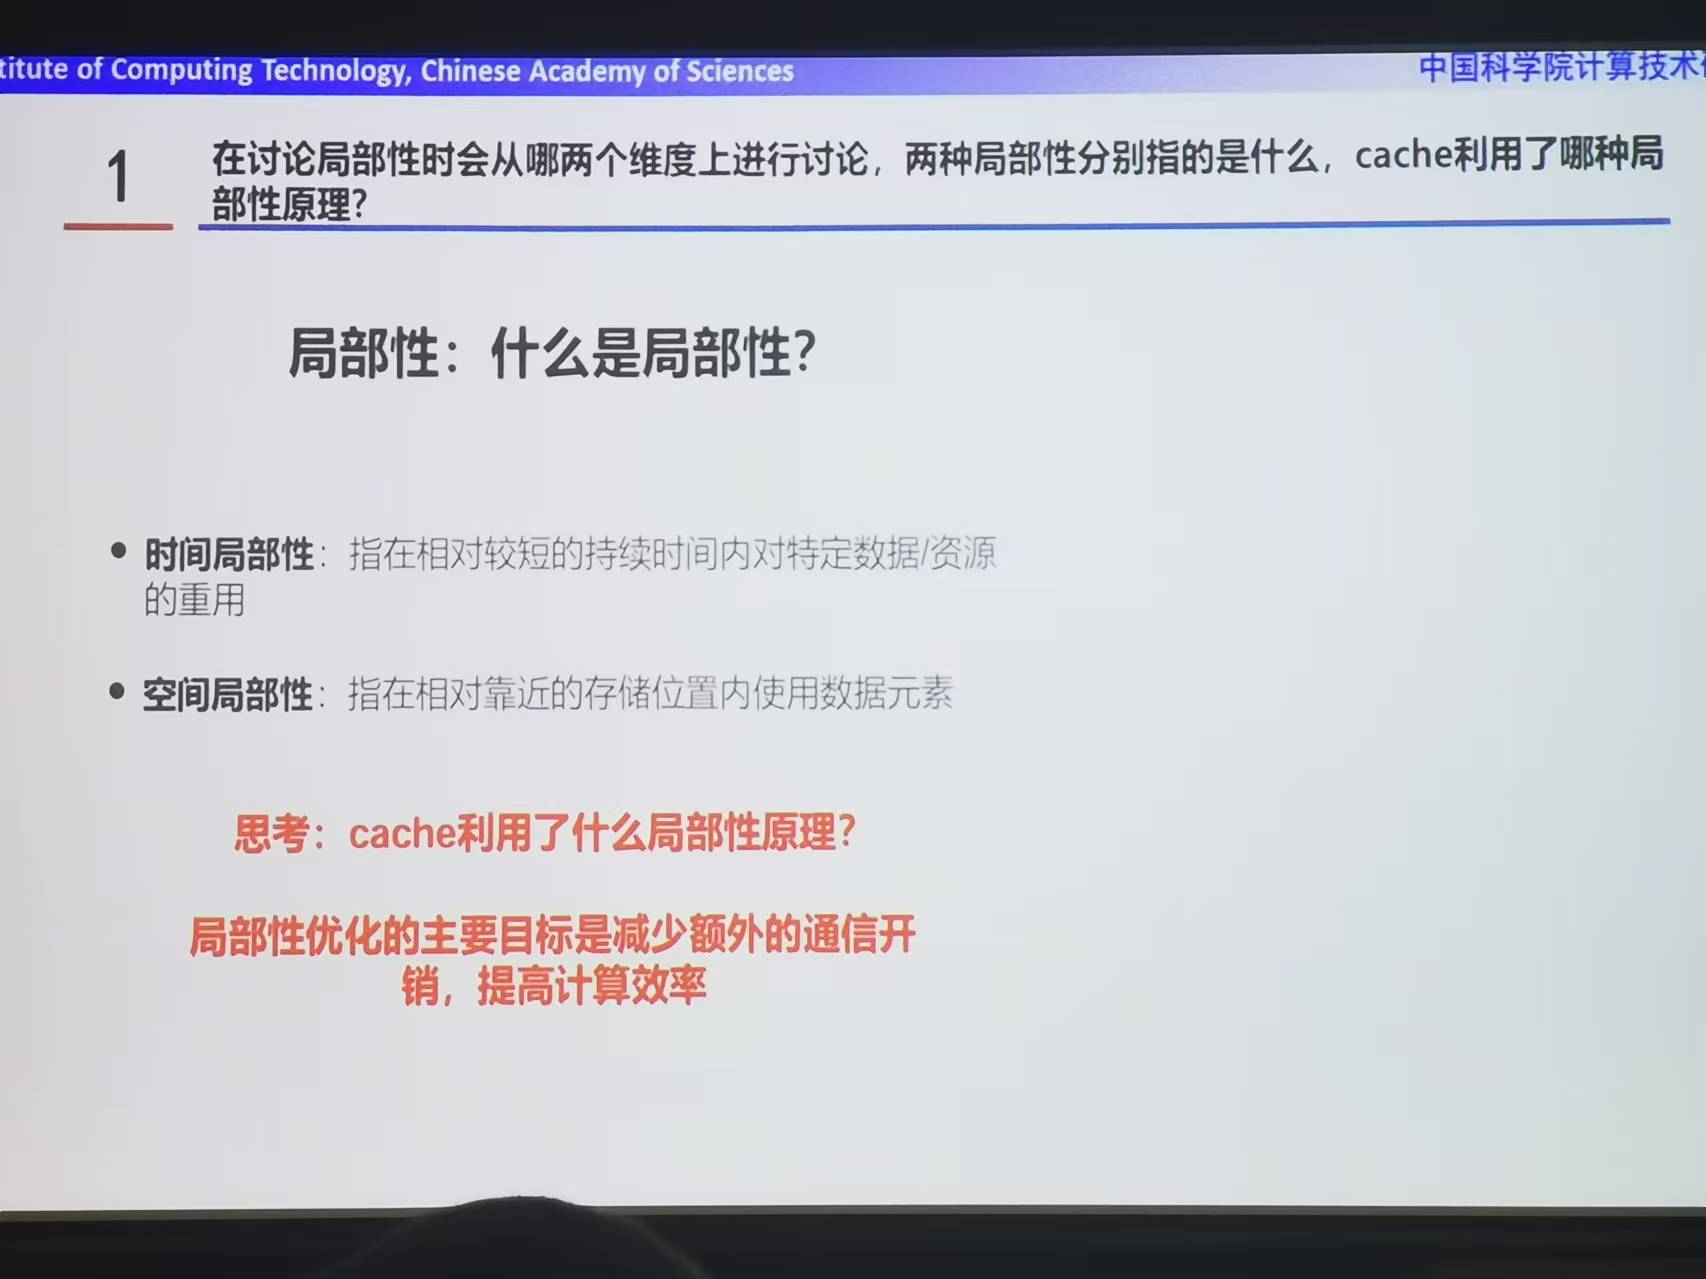 titute of Computing Technology, Chinese Academy of Sciences
中国科学院计算技术
1
在讨论局部性时会从哪两个维度上进行讨论，两种局部性分别指的是什么，cache利用了哪种局
部性原理？
局部性：什么是局部性？
• 时间局部性：指在相对较短的持续时间内对特定数据/资源
的重用
• 空间局部性：指在相对靠近的存储位置内使用数据元素
思考：cache利用了什么局部性原理？
局部性优化的主要目标是减少额外的通信开
销，提高计算效率